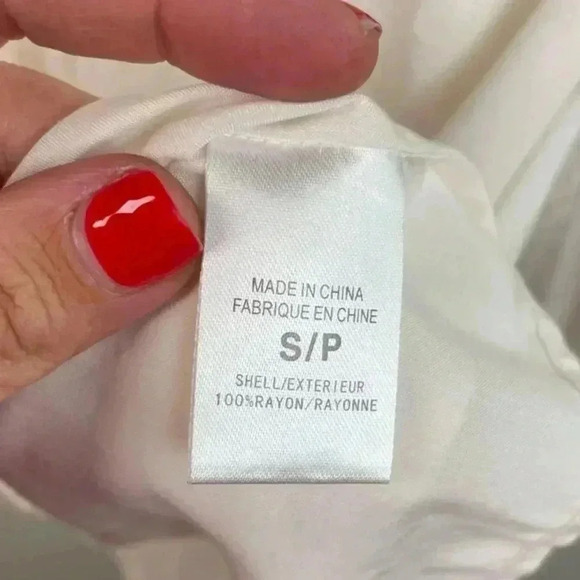 MADE IN CHINA
FABRIQUE EN CHINE
S/P
SHELL/EXTERIEUR
100%RAYON/RAYONNE